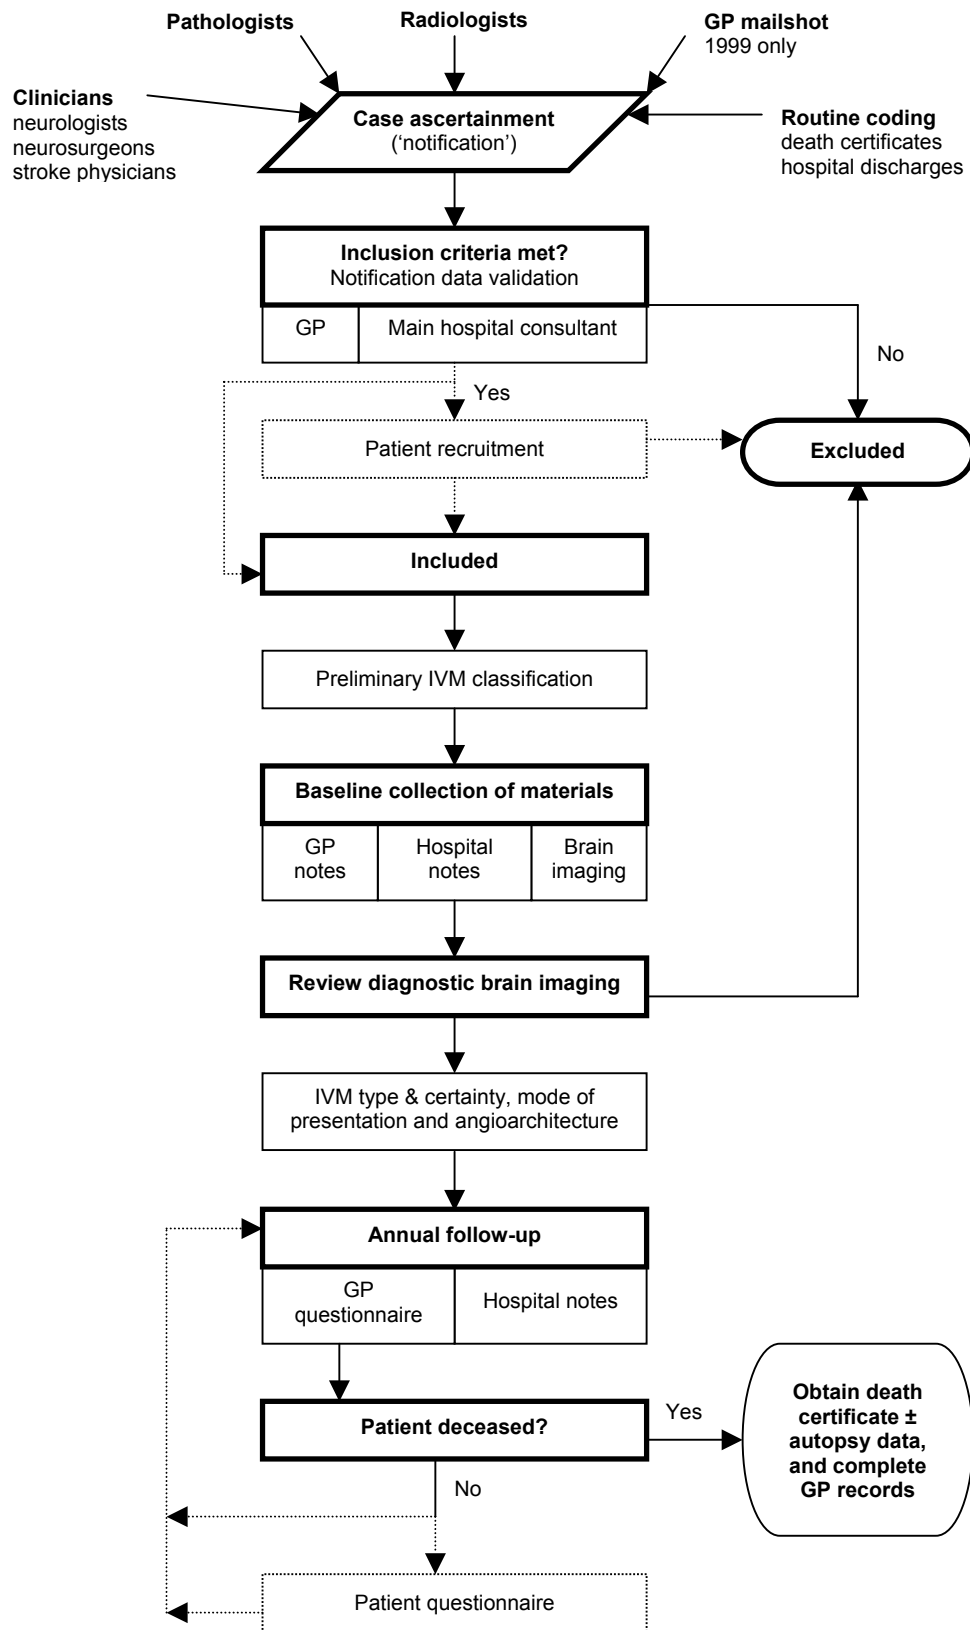 Pathologists
Radiologists
GP mailshot
1999 only
Clinicians
neurologists
neurosurgeons
stroke physicians
Case ascertainment
(‘notification’)
Routine coding
death certificates
hospital discharges
Inclusion criteria met?
Notification data validation
GP
Main hospital consultant
No
Yes
Patient recruitment
Excluded
Included
Preliminary IVM classification
Baseline collection of materials
GP
notes
Hospital
notes
Brain
imaging
Review diagnostic brain imaging
IVM type & certainty, mode of
presentation and angioarchitecture
Annual follow-up
GP
questionnaire
Hospital notes
Patient deceased?
Yes
Obtain death
certificate ±
autopsy data,
and complete
GP records
No
Patient questionnaire